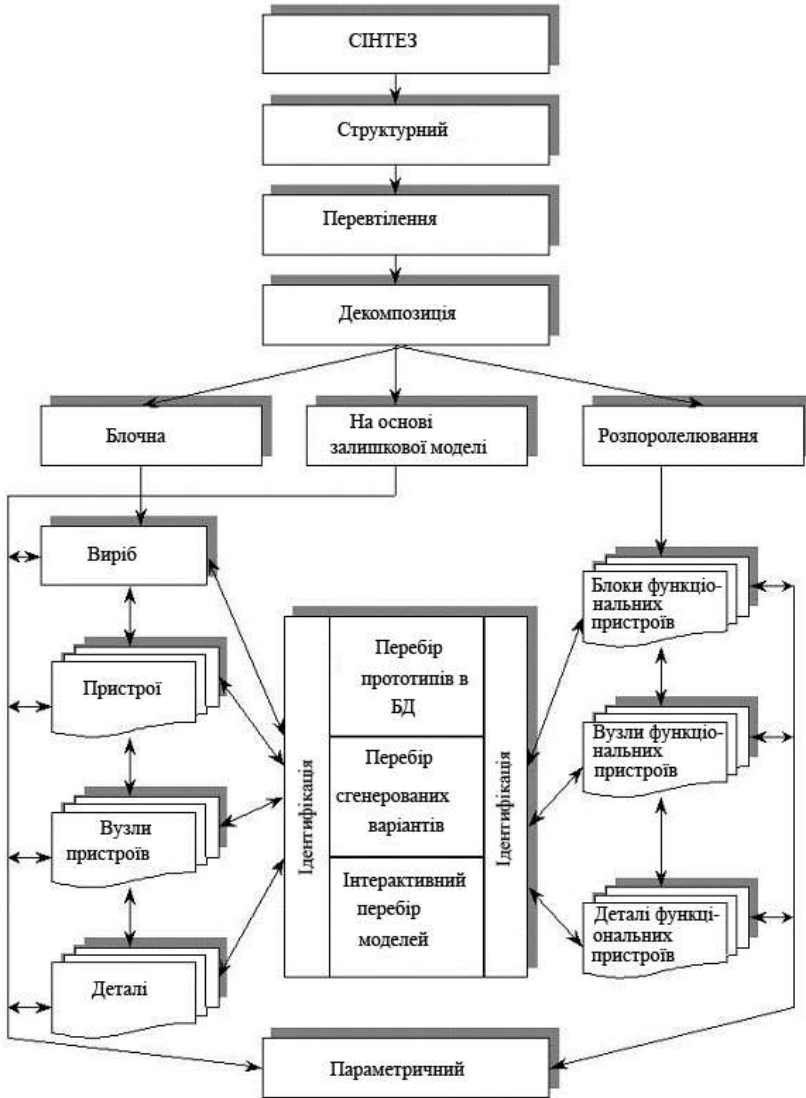 СІНТЕЗ
Структурний
Перевтілення
Декомпозиція
Блочна
На основі
залишкової моделі
Розпоролелювання
Виріб
Пристрої
Вузли
пристроїв
Деталі
Ідентифікація
Перебір
прототипів в
БД
Перебір
сгенерованих
варіантів
Інтерактивний
перебір
моделей
Ідентифікація
Блоки функціо-
нальних
пристроїв
Вузли функціо-
нальних
пристроїв
Деталі функці-
ональних
пристроїв
Параметричний